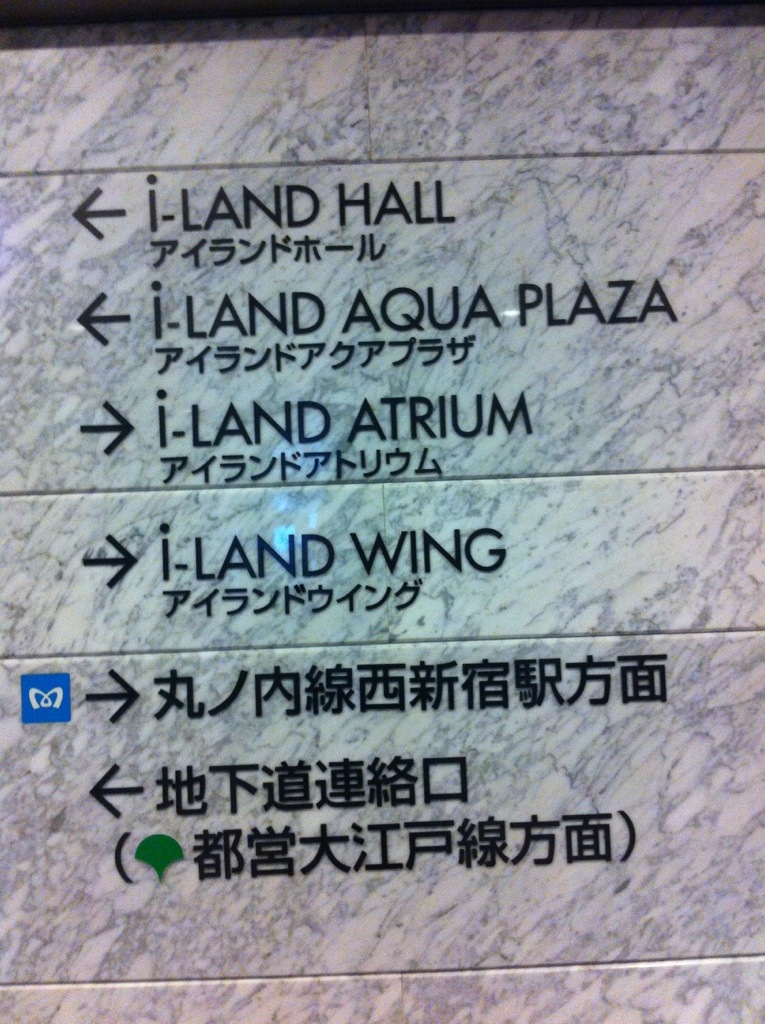 ← i-LAND HALL
アイランドホール
← i-LAND AQUA PLAZA
アイランドアクアプラザ
→ i-LAND ATRIUM
アイランドアトリウム
→ i-LAND WING
アイランドウイング
→ 丸ノ内線西新宿駅方面
← 地下道連絡口
（都営大江戸線方面）